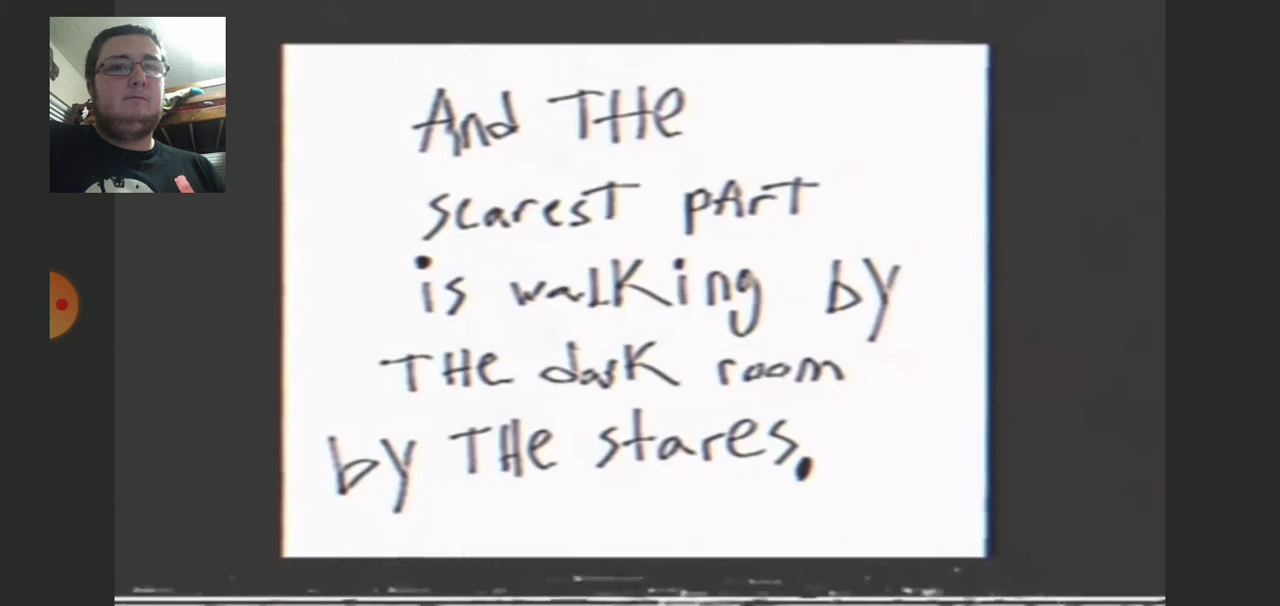 And THe
scaresT pArT
is walKing by
THe darK room
by THe stares.